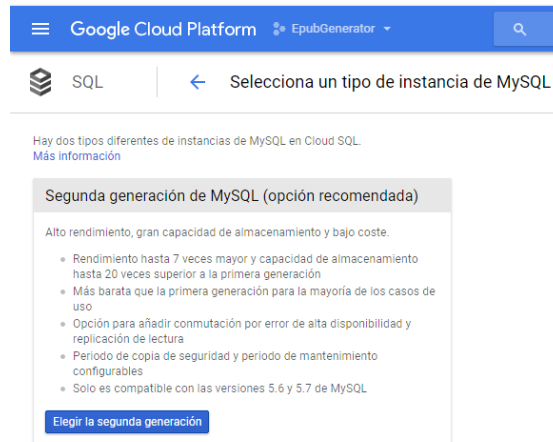 Google Cloud Platform EpubGenerator
SQL Selecciona un tipo de instancia de MySQL
Hay dos tipos diferentes de instancias de MySQL en Cloud SQL.
Más información
Segunda generación de MySQL (opción recomendada)
Alto rendimiento, gran capacidad de almacenamiento y bajo coste.
Rendimiento hasta 7 veces mayor y capacidad de almacenamiento
hasta 20 veces superior a la primera generación
Más barata que la primera generación para la mayoría de los casos de
uso
Opción para añadir conmutación por error de alta disponibilidad y
replicación de lectura
Periodo de copia de seguridad y periodo de mantenimiento
configurables
Solo es compatible con las versiones 5.6 y 5.7 de MySQL
Elegir la segunda generación